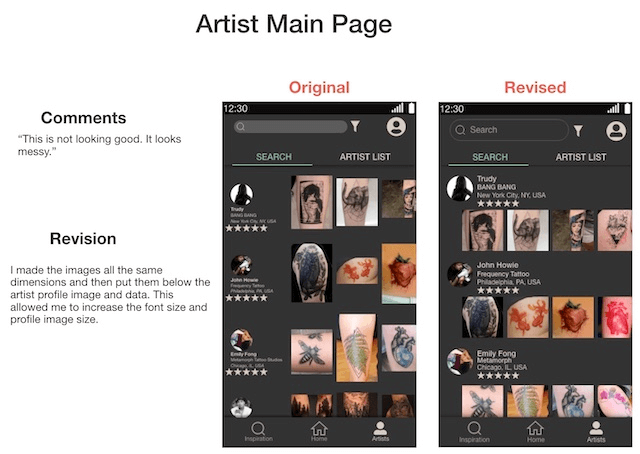 Artist Main Page
Original
Revised
Comments
“This is not looking good. It looks
messy.”
Revision
I made the images all the same
dimensions and then put them below the
artist profile image and data. This
allowed me to increase the font size and
profile image size.
12:30
SEARCH
ARTIST LIST
Trudy
BANG BANG
New York City, NY, USA
John Howie
Frequency Tattoo
Philadelphia, PA, USA
Emily Fong
Metamorph Tattoo Studios
Chicago, IL, USA
Inspiration
Home
Artists
12:30
Search
SEARCH
ARTIST LIST
Trudy
BANG BANG
New York City, NY, USA
John Howie
Frequency Tattoo
Philadelphia, PA, USA
Emily Fong
Metamorph
Chicago, IL, USA
Inspiration
Home
Artists